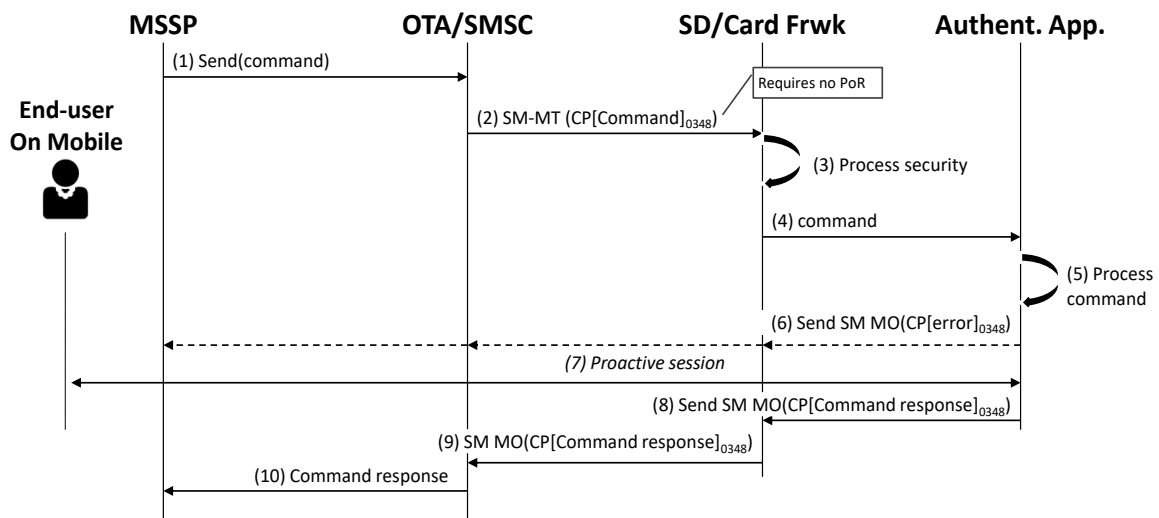 MSSP
OTA/SMSC
SD/Card Frwk
Authent. App.
(1) Send(command)
Requires no PoR
End-user
On Mobile
(2) SM-MT (CP[Command]0348)
(3) Process security
(4) command
(5) Process
command
(6) Send SM MO(CP[error]0348)
(7) Proactive session
(8) Send SM MO(CP[Command response]0348)
(9) SM MO(CP[Command response]0348)
(10) Command response